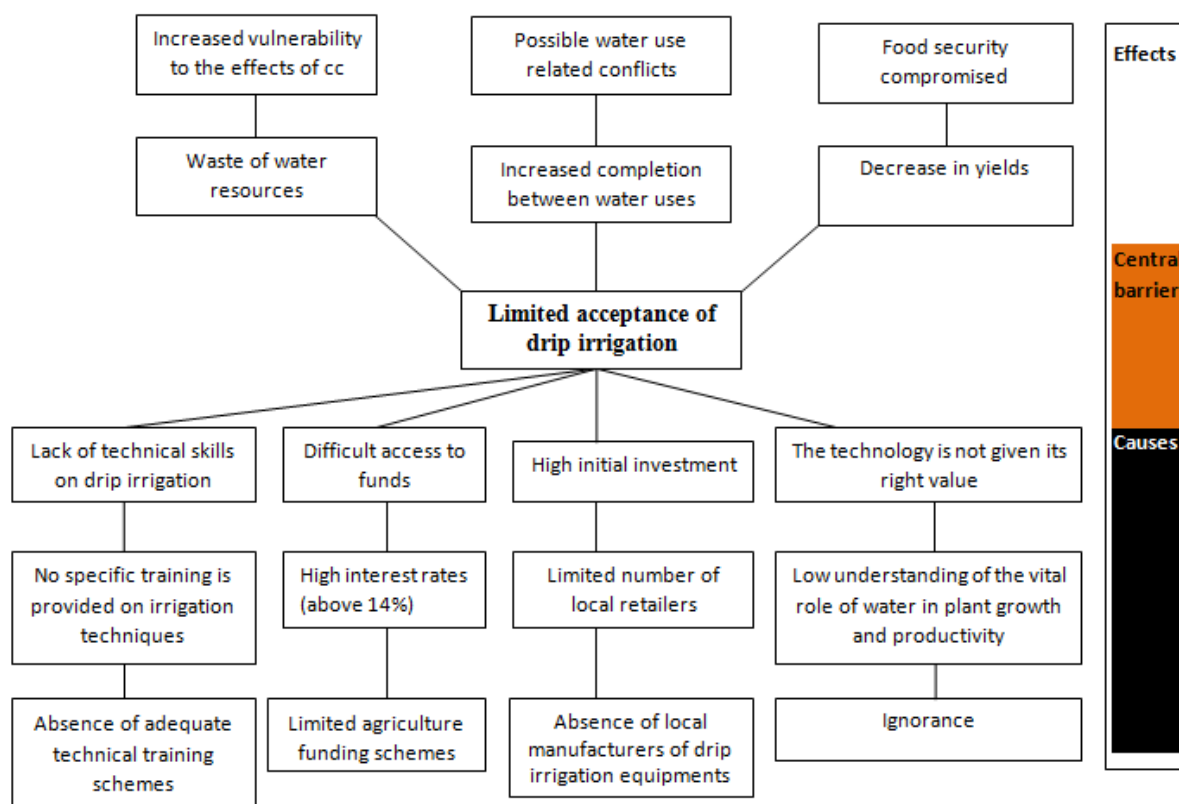 Increased vulnerability
to the effects of cc
Possible water use
related conflicts
Food security
compromised
Effects
Waste of water
resources
Increased completion
between water uses
Decrease in yields
Centra
barrier
Limited acceptance of
drip irrigation
Causes
Lack of technical skills
on drip irrigation
Difficult access to
funds
High initial investment
The technology is not given its
right value
No specific training is
provided on irrigation
techniques
High interest rates
(above 14%)
Limited number of
local retailers
Low understanding of the vital
role of water in plant growth
and productivity
Absence of adequate
technical training
schemes
Limited agriculture
funding schemes
Absence of local
manufacturers of drip
irrigation equipments
Ignorance